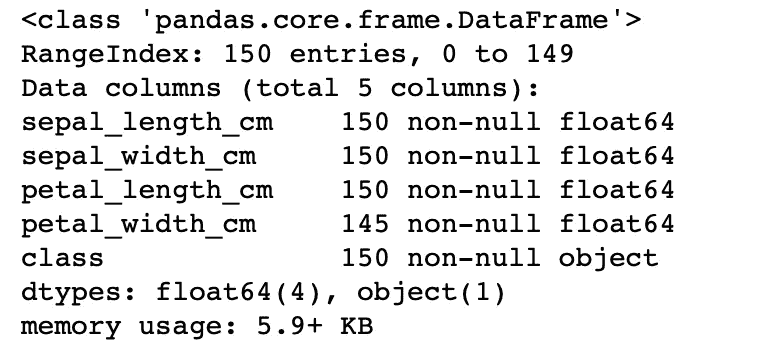 <class 'pandas.core.frame.DataFrame'>
RangeIndex: 150 entries, 0 to 149
Data columns (total 5 columns):
sepal_length_cm    150 non-null float64
sepal_width_cm     150 non-null float64
petal_length_cm    150 non-null float64
petal_width_cm     145 non-null float64
class              150 non-null object
dtypes: float64(4), object(1)
memory usage: 5.9+ KB